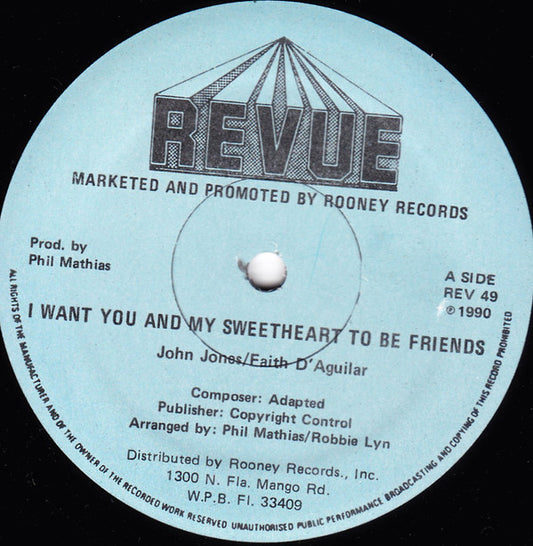 REVUE
MARKETED AND PROMOTED BY ROONEY RECORDS
Prod. by
Phil Mathias
A SIDE
REV 49
℗ 1990
I WANT YOU AND MY SWEETHEART TO BE FRIENDS
John Jones/Faith D'Aguilar
Composer: Adapted
Publisher: Copyright Control
Arranged by: Phil Mathias/Robbie Lyn
Distributed by Rooney Records., Inc.
1300 N. Fla. Mango Rd.
W.P.B. Fl. 33409
ALL RIGHTS OF THE MANUFACTURER AND OF THE OWNER OF THE RECORDED WORK RESERVED UNAUTHORISED PUBLIC PERFORMANCE BROADCASTING AND COPYING OF THIS RECORD PROHIBITED